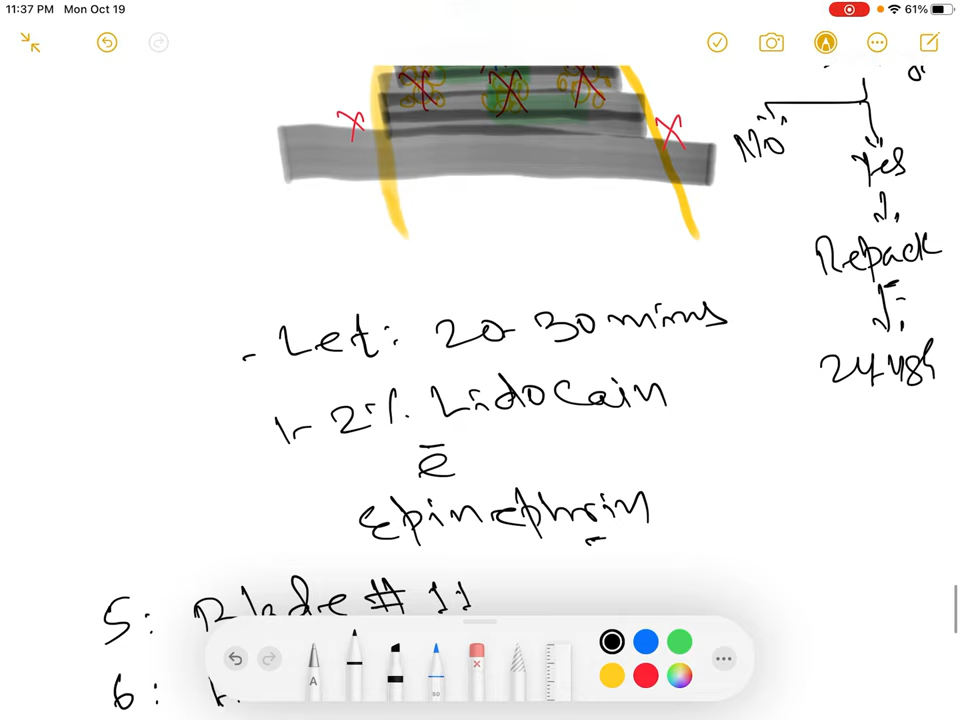 11:37 PM Mon Oct 19
61%
No
yes
Repack
24-48h
- Let: 20-30 mins
1-2% Lidocain
ē
Epinephrin
5: Blade # 11
6:
A
50